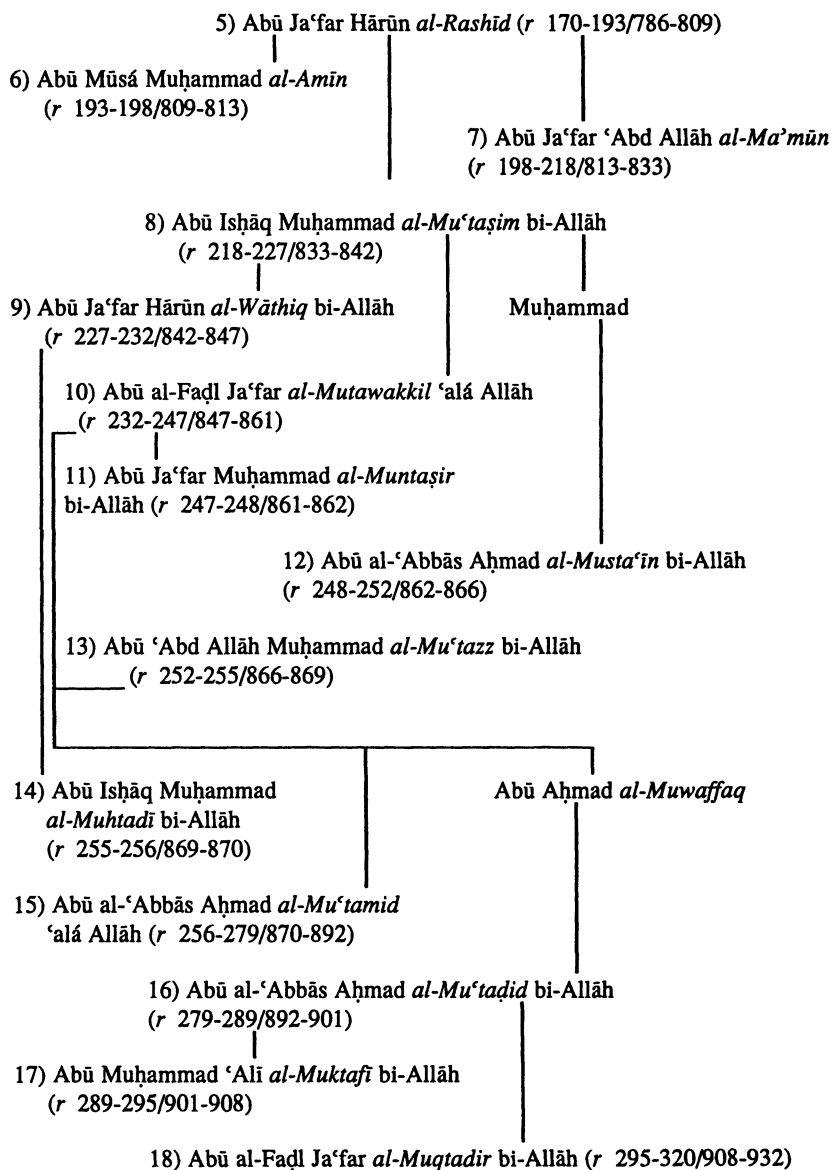 5) Abū Ja‘far Hārūn al-Rashīd (r 170-193/786-809)
6) Abū Mūsá Muḥammad al-Amīn
(r 193-198/809-813)
7) Abū Ja‘far ‘Abd Allāh al-Ma’mūn
(r 198-218/813-833)
8) Abū Isḥāq Muḥammad al-Mu‘taṣim bi-Allāh
(r 218-227/833-842)
9) Abū Ja‘far Hārūn al-Wāthiq bi-Allāh
(r 227-232/842-847)
Muḥammad
10) Abū al-Faḍl Ja‘far al-Mutawakkil ‘alá Allāh
(r 232-247/847-861)
11) Abū Ja‘far Muḥammad al-Muntaṣir
bi-Allāh (r 247-248/861-862)
12) Abū al-‘Abbās Aḥmad al-Musta‘īn bi-Allāh
(r 248-252/862-866)
13) Abū ‘Abd Allāh Muḥammad al-Mu‘tazz bi-Allāh
(r 252-255/866-869)
14) Abū Isḥāq Muḥammad
al-Muhtadī bi-Allāh
(r 255-256/869-870)
Abū Aḥmad al-Muwaffaq
15) Abū al-‘Abbās Aḥmad al-Mu‘tamid
‘alá Allāh (r 256-279/870-892)
16) Abū al-‘Abbās Aḥmad al-Mu‘taḍid bi-Allāh
(r 279-289/892-901)
17) Abū Muḥammad ‘Alī al-Muktafī bi-Allāh
(r 289-295/901-908)
18) Abū al-Faḍl Ja‘far al-Muqtadir bi-Allāh (r 295-320/908-932)